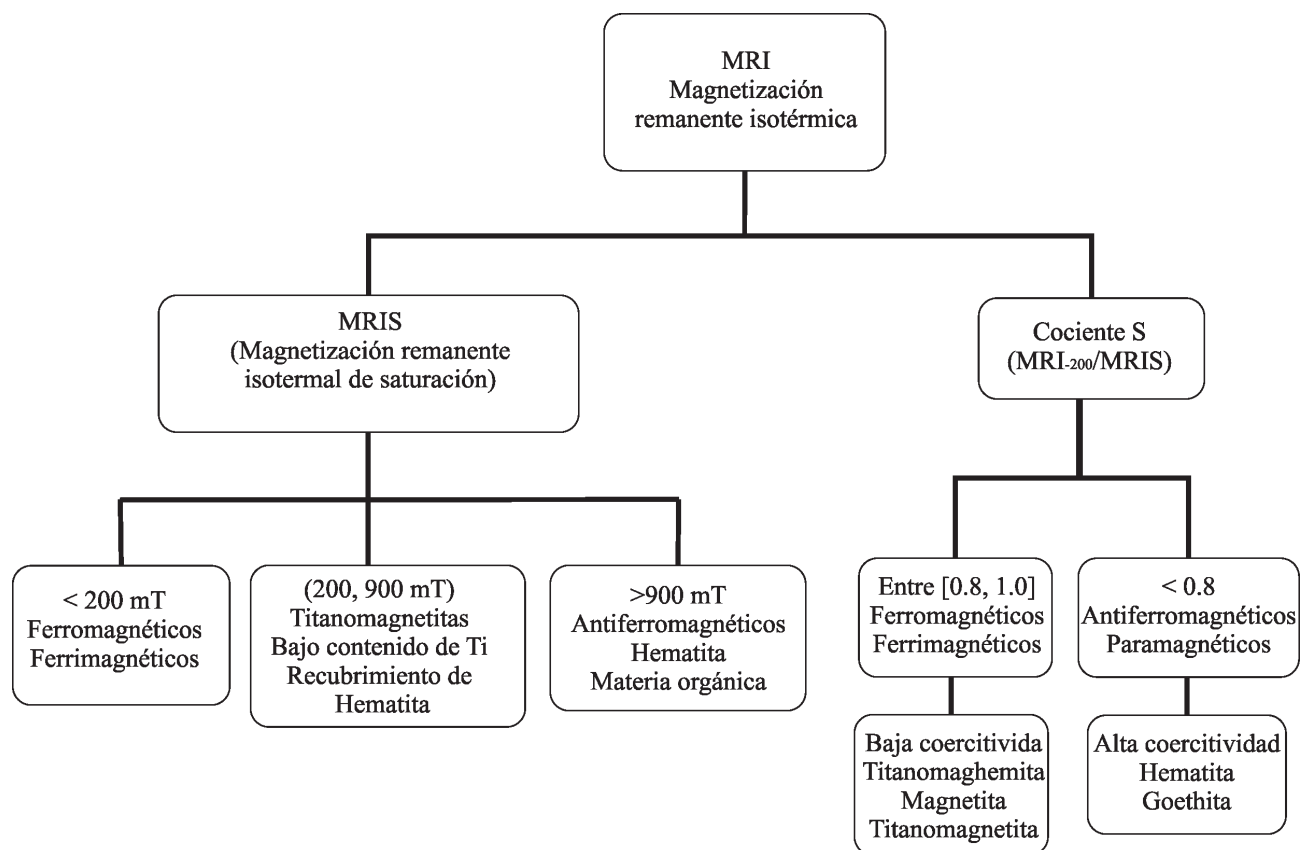 MRI
Magnetización
remanente isotérmica
MRIS
(Magnetización remanente
isotermal de saturación)
Cociente S
(MRI-200/MRIS)
< 200 mT
Ferromagnéticos
Ferrimagnéticos
(200, 900 mT)
Titanomagnetitas
Bajo contenido de Ti
Recubrimiento de
Hematita
>900 mT
Antiferromagnéticos
Hematita
Materia orgánica
Entre [0.8, 1.0]
Ferromagnéticos
Ferrimagnéticos
< 0.8
Antiferromagnéticos
Paramagnéticos
Baja coercitivida
Titanomaghemita
Magnetita
Titanomagnetita
Alta coercitividad
Hematita
Goethita